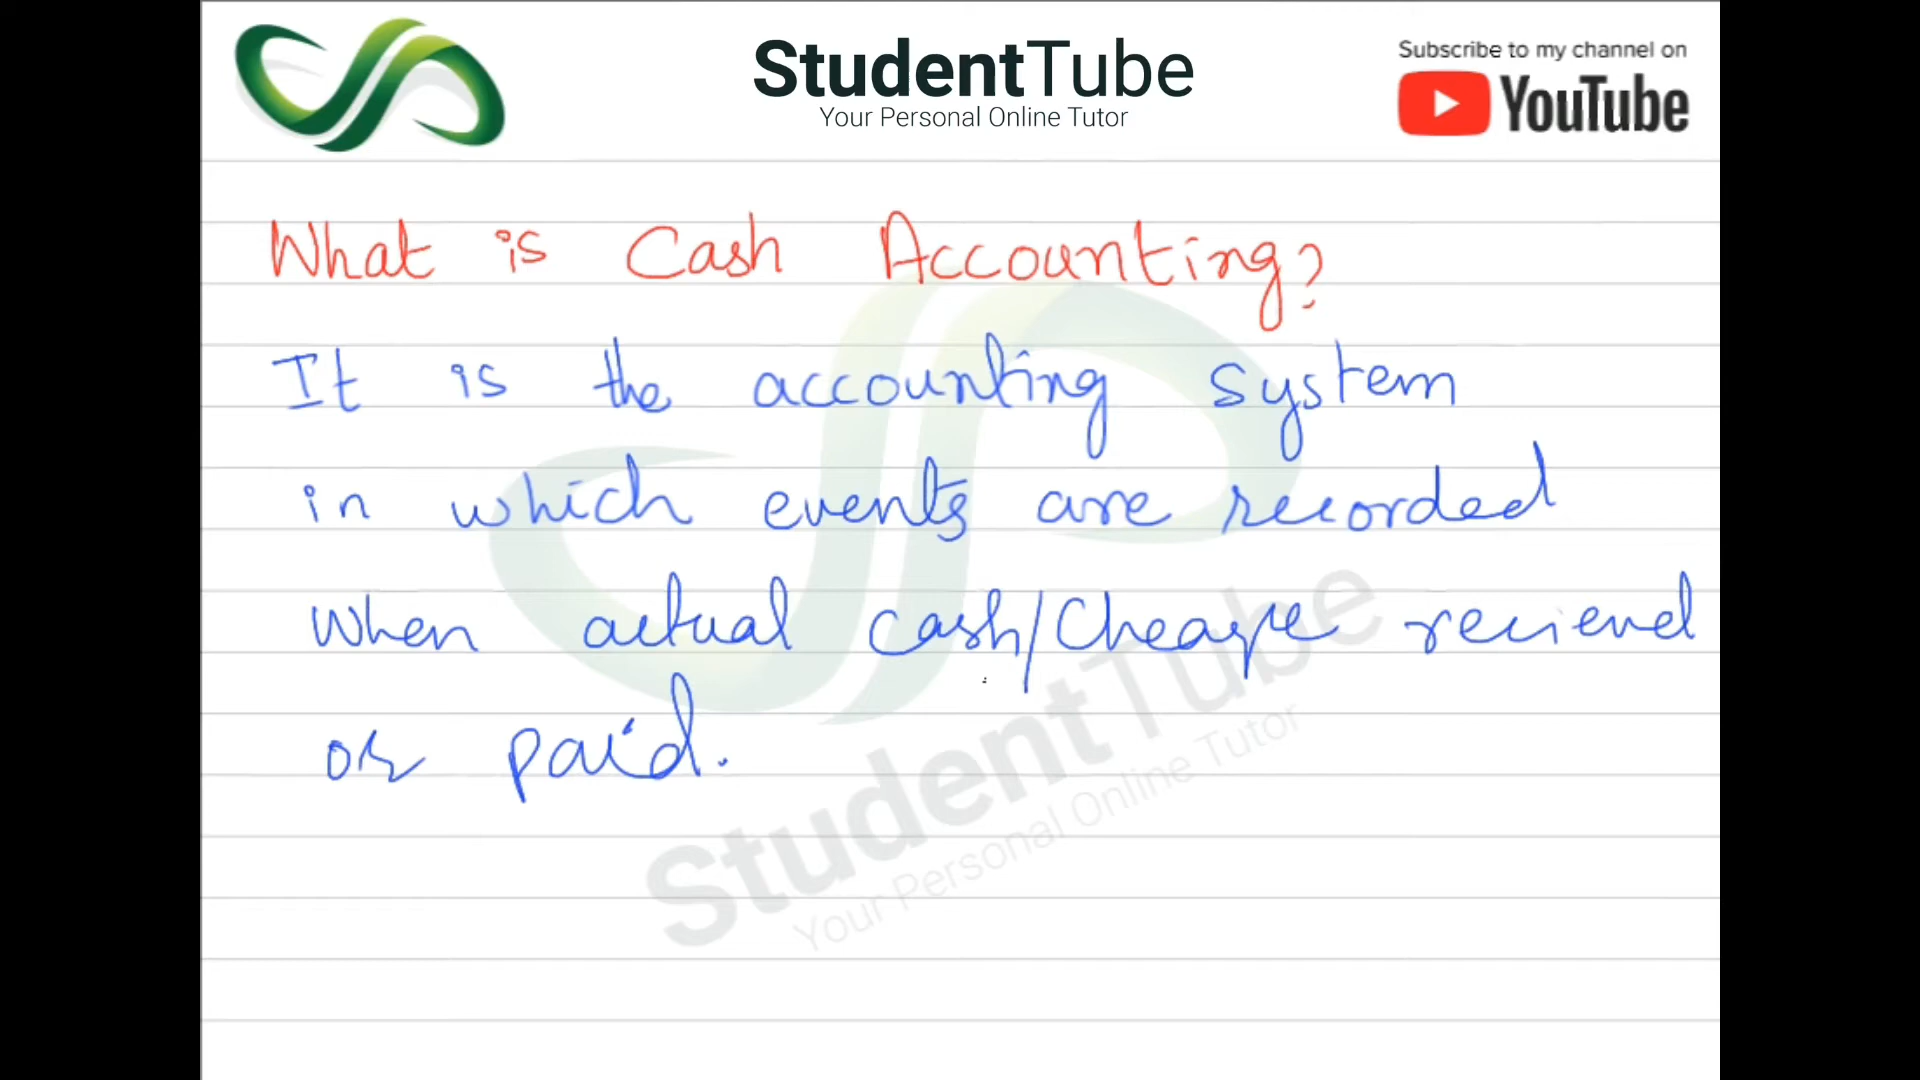 StudentTube
Your Personal Online Tutor
Subscribe to my channel on
YouTube
What is Cash Accounting?
It is the accounting system
in which events are recorded
when actual cash/Cheaque recieved
or paid.
StudentTube
Your Personal Online Tutor